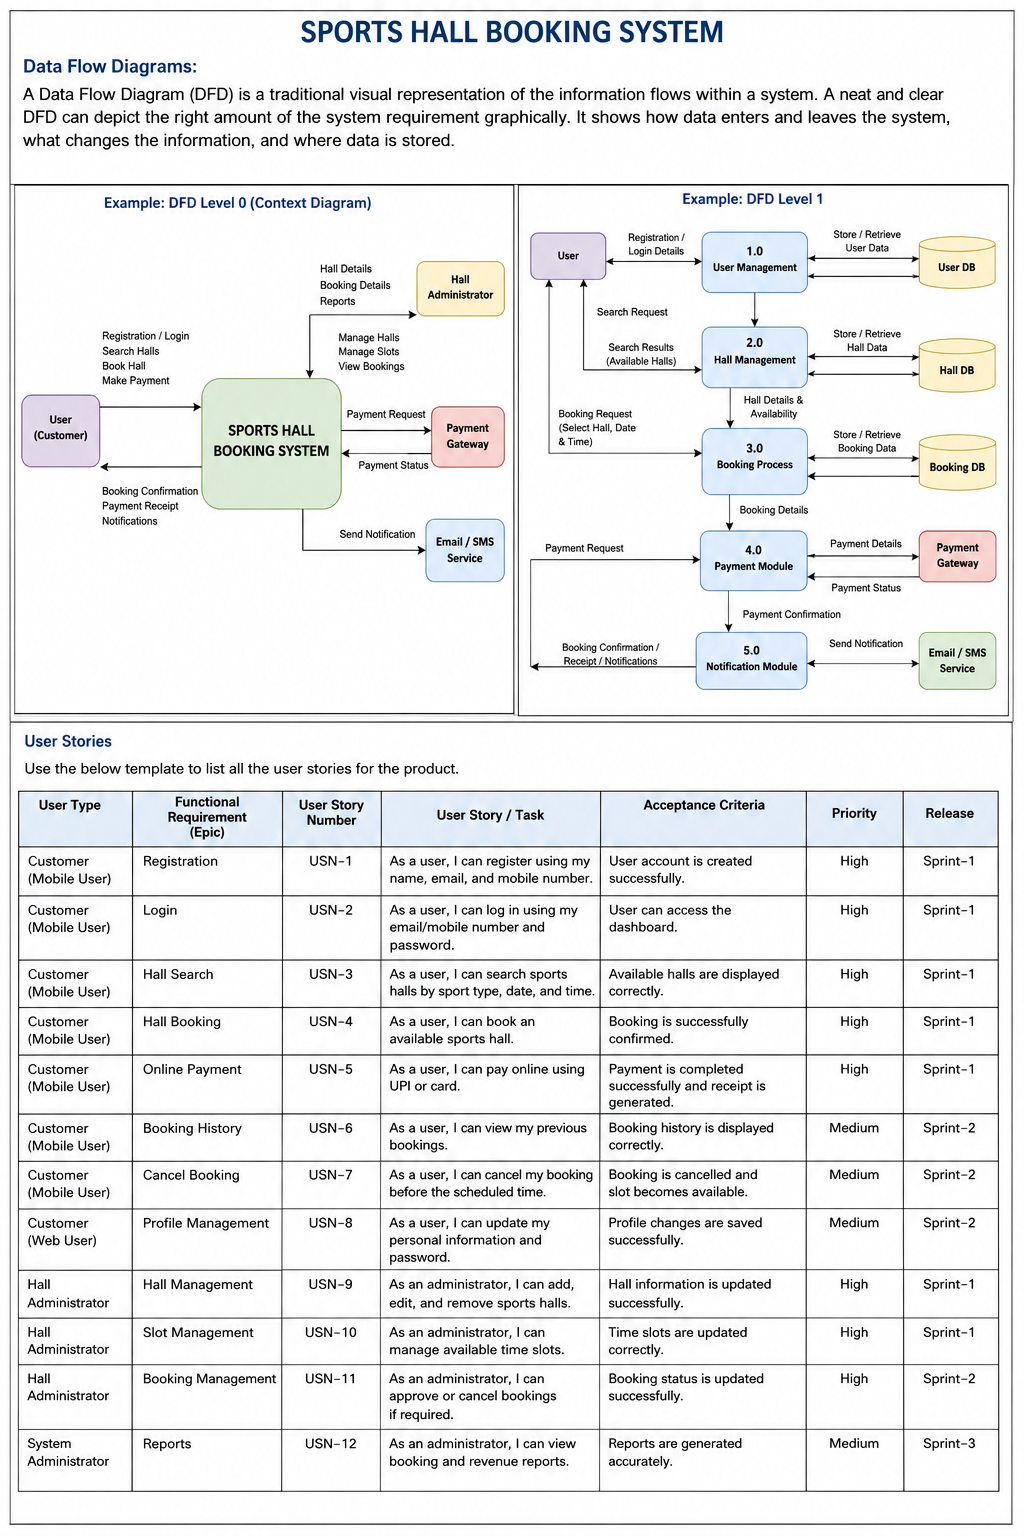 SPORTS HALL BOOKING SYSTEM
Data Flow Diagrams:
A Data Flow Diagram (DFD) is a traditional visual representation of the information flows within a system. A neat and clear
DFD can depict the right amount of the system requirement graphically. It shows how data enters and leaves the system,
what changes the information, and where data is stored.
Example: DFD Level 0 (Context Diagram)
Hall Details
Booking Details
Reports
Hall
Administrator
Registration / Login
Search Halls
Book Hall
Make Payment
Manage Halls
Manage Slots
View Bookings
User
(Customer)
SPORTS HALL
BOOKING SYSTEM
Payment Request
Payment Status
Payment
Gateway
Booking Confirmation
Payment Receipt
Notifications
Send Notification
Email / SMS
Service
Example: DFD Level 1
User
Registration /
Login Details
1.0
User Management
Store / Retrieve
User Data
User DB
Search Request
Search Results
(Available Halls)
2.0
Hall Management
Store / Retrieve
Hall Data
Hall DB
Hall Details &
Availability
Booking Request
(Select Hall, Date
& Time)
3.0
Booking Process
Store / Retrieve
Booking Data
Booking DB
Booking Details
Payment Request
4.0
Payment Module
Payment Details
Payment Status
Payment
Gateway
Payment Confirmation
Booking Confirmation /
Receipt / Notifications
5.0
Notification Module
Send Notification
Email / SMS
Service
User Stories
Use the below template to list all the user stories for the product.
User Type
Functional
Requirement
(Epic)
User Story
Number
User Story / Task
Acceptance Criteria
Priority
Release
Customer
(Mobile User)
Registration
USN-1
As a user, I can register using my
name, email, and mobile number.
User account is created
successfully.
High
Sprint-1
Customer
(Mobile User)
Login
USN-2
As a user, I can log in using my
email/mobile number and
password.
User can access the
dashboard.
High
Sprint-1
Customer
(Mobile User)
Hall Search
USN-3
As a user, I can search sports
halls by sport type, date, and time.
Available halls are displayed
correctly.
High
Sprint-1
Customer
(Mobile User)
Hall Booking
USN-4
As a user, I can book an
available sports hall.
Booking is successfully
confirmed.
High
Sprint-1
Customer
(Mobile User)
Online Payment
USN-5
As a user, I can pay online using
UPI or card.
Payment is completed
successfully and receipt is
generated.
High
Sprint-1
Customer
(Mobile User)
Booking History
USN-6
As a user, I can view my previous
bookings.
Booking history is displayed
correctly.
Medium
Sprint-2
Customer
(Mobile User)
Cancel Booking
USN-7
As a user, I can cancel my booking
before the scheduled time.
Booking is cancelled and
slot becomes available.
Medium
Sprint-2
Customer
(Web User)
Profile Management
USN-8
As a user, I can update my
personal information and
password.
Profile changes are saved
successfully.
Medium
Sprint-2
Hall
Administrator
Hall Management
USN-9
As an administrator, I can add,
edit, and remove sports halls.
Hall information is updated
successfully.
High
Sprint-1
Hall
Administrator
Slot Management
USN-10
As an administrator, I can
manage available time slots.
Time slots are updated
correctly.
High
Sprint-1
Hall
Administrator
Booking Management
USN-11
As an administrator, I can
approve or cancel bookings
if required.
Booking status is updated
successfully.
High
Sprint-2
System
Administrator
Reports
USN-12
As an administrator, I can view
booking and revenue reports.
Reports are generated
accurately.
Medium
Sprint-3